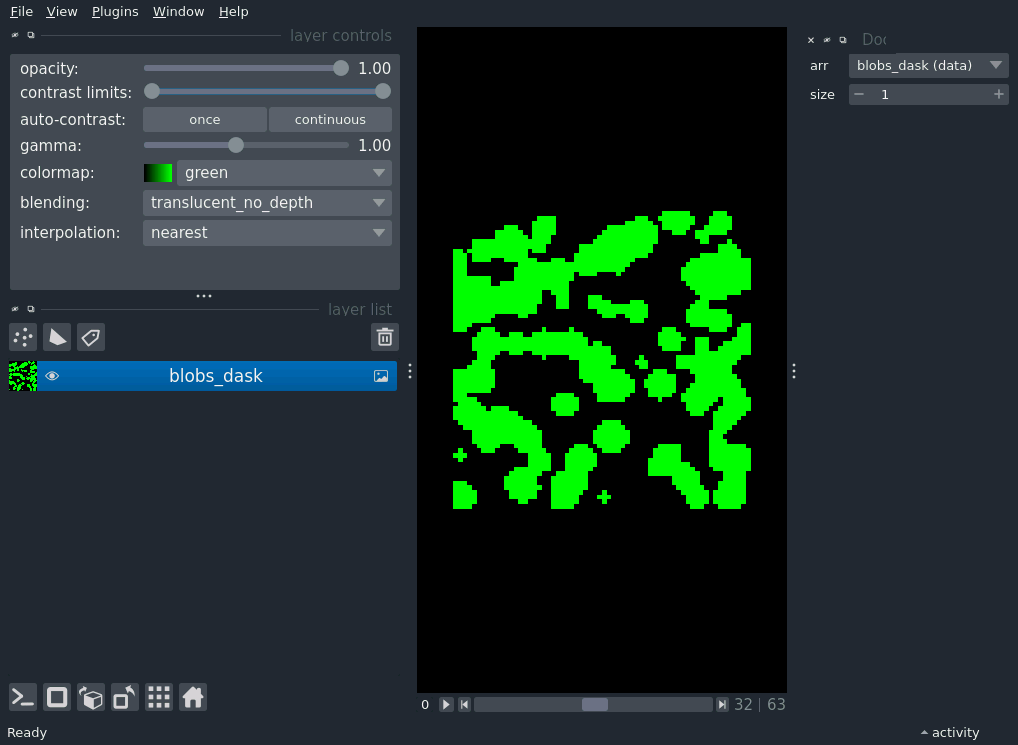 File View Plugins Window Help
layer controls
opacity: 1.00
contrast limits:
auto-contrast: once continuous
gamma: 1.00
colormap: green
blending: translucent_no_depth
interpolation: nearest
layer list
blobs_dask
Ready
0 32 | 63
arr blobs_dask (data)
size 1
activity